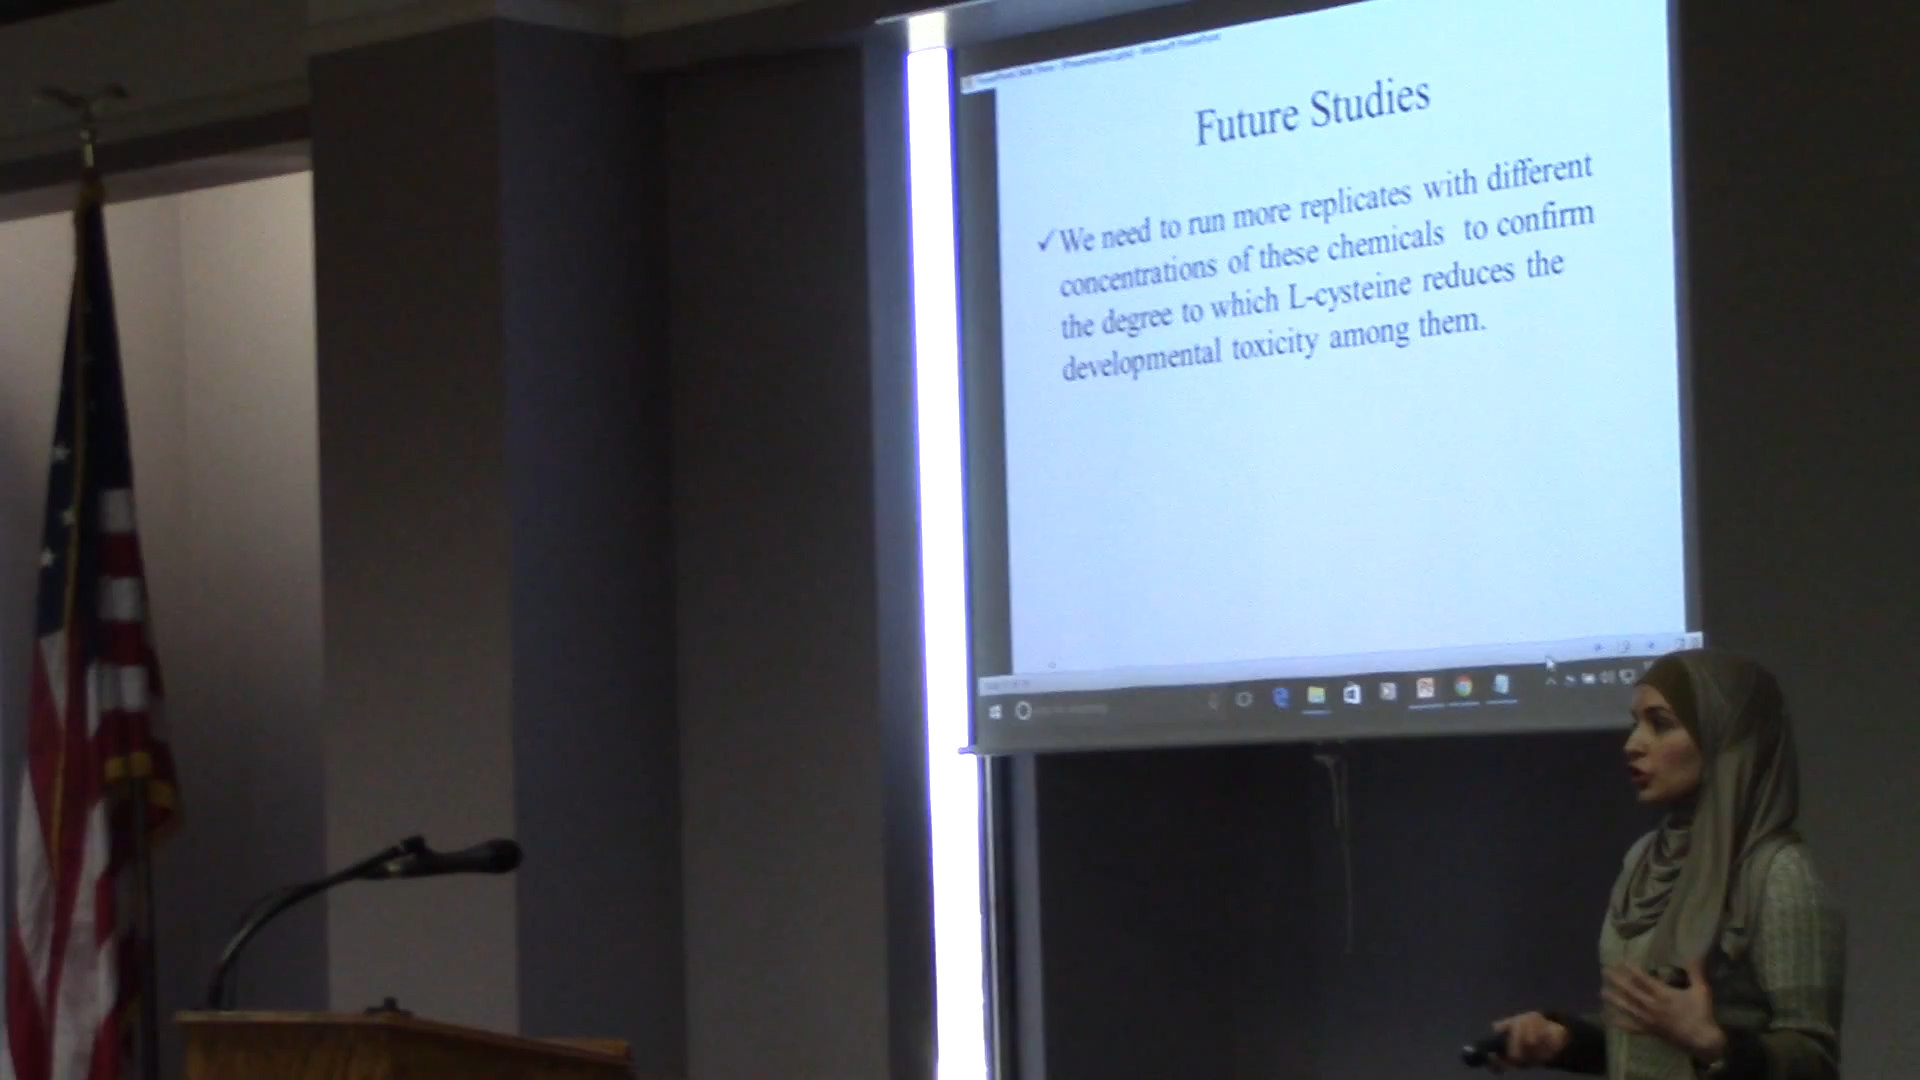 Future Studies
✓We need to run more replicates with different
concentrations of these chemicals to confirm
the degree to which L-cysteine reduces the
developmental toxicity among them.